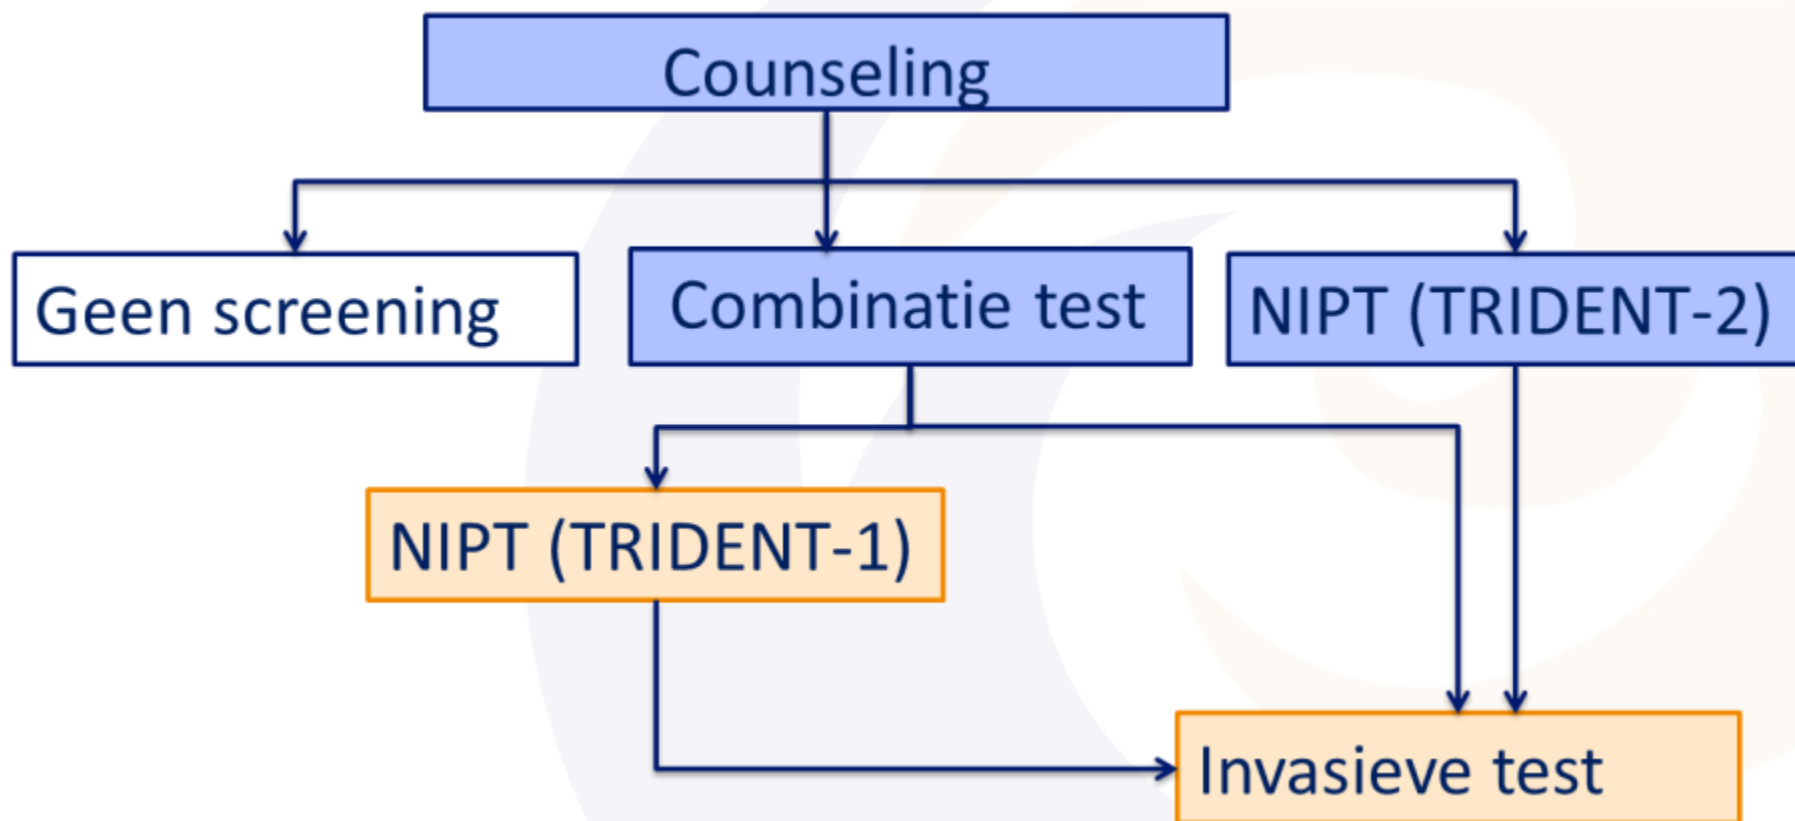 Counseling
Geen screening
Combinatie test
NIPT (TRIDENT-2)
NIPT (TRIDENT-1)
Invasieve test